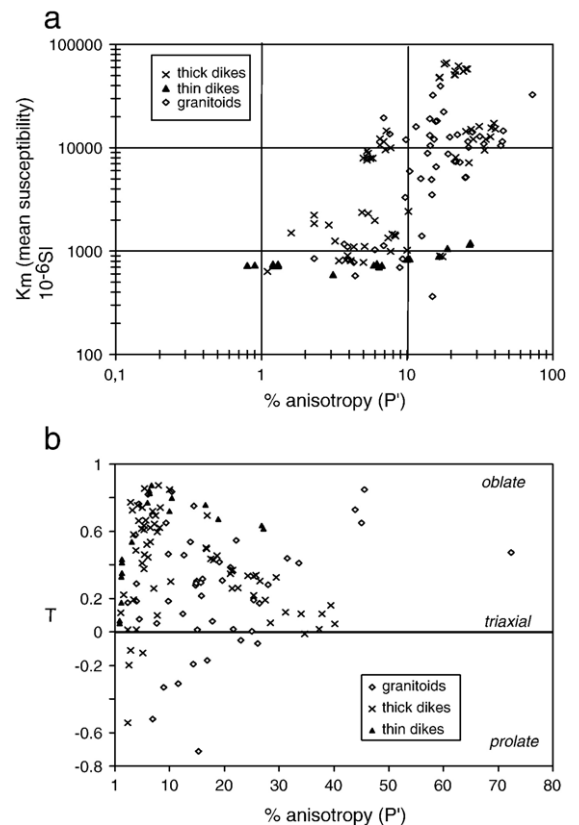 a
100000
10000
1000
100
Km (mean susceptibility)
10-6SI
thick dikes
thin dikes
granitoids
0,1
1
10
100
% anisotropy (P')
b
1
0.6
0.2
0
-0.2
-0.4
-0.6
-0.8
T
oblate
triaxial
prolate
granitoids
thick dikes
thin dikes
1
10
20
30
40
50
60
70
80
% anisotropy (P')